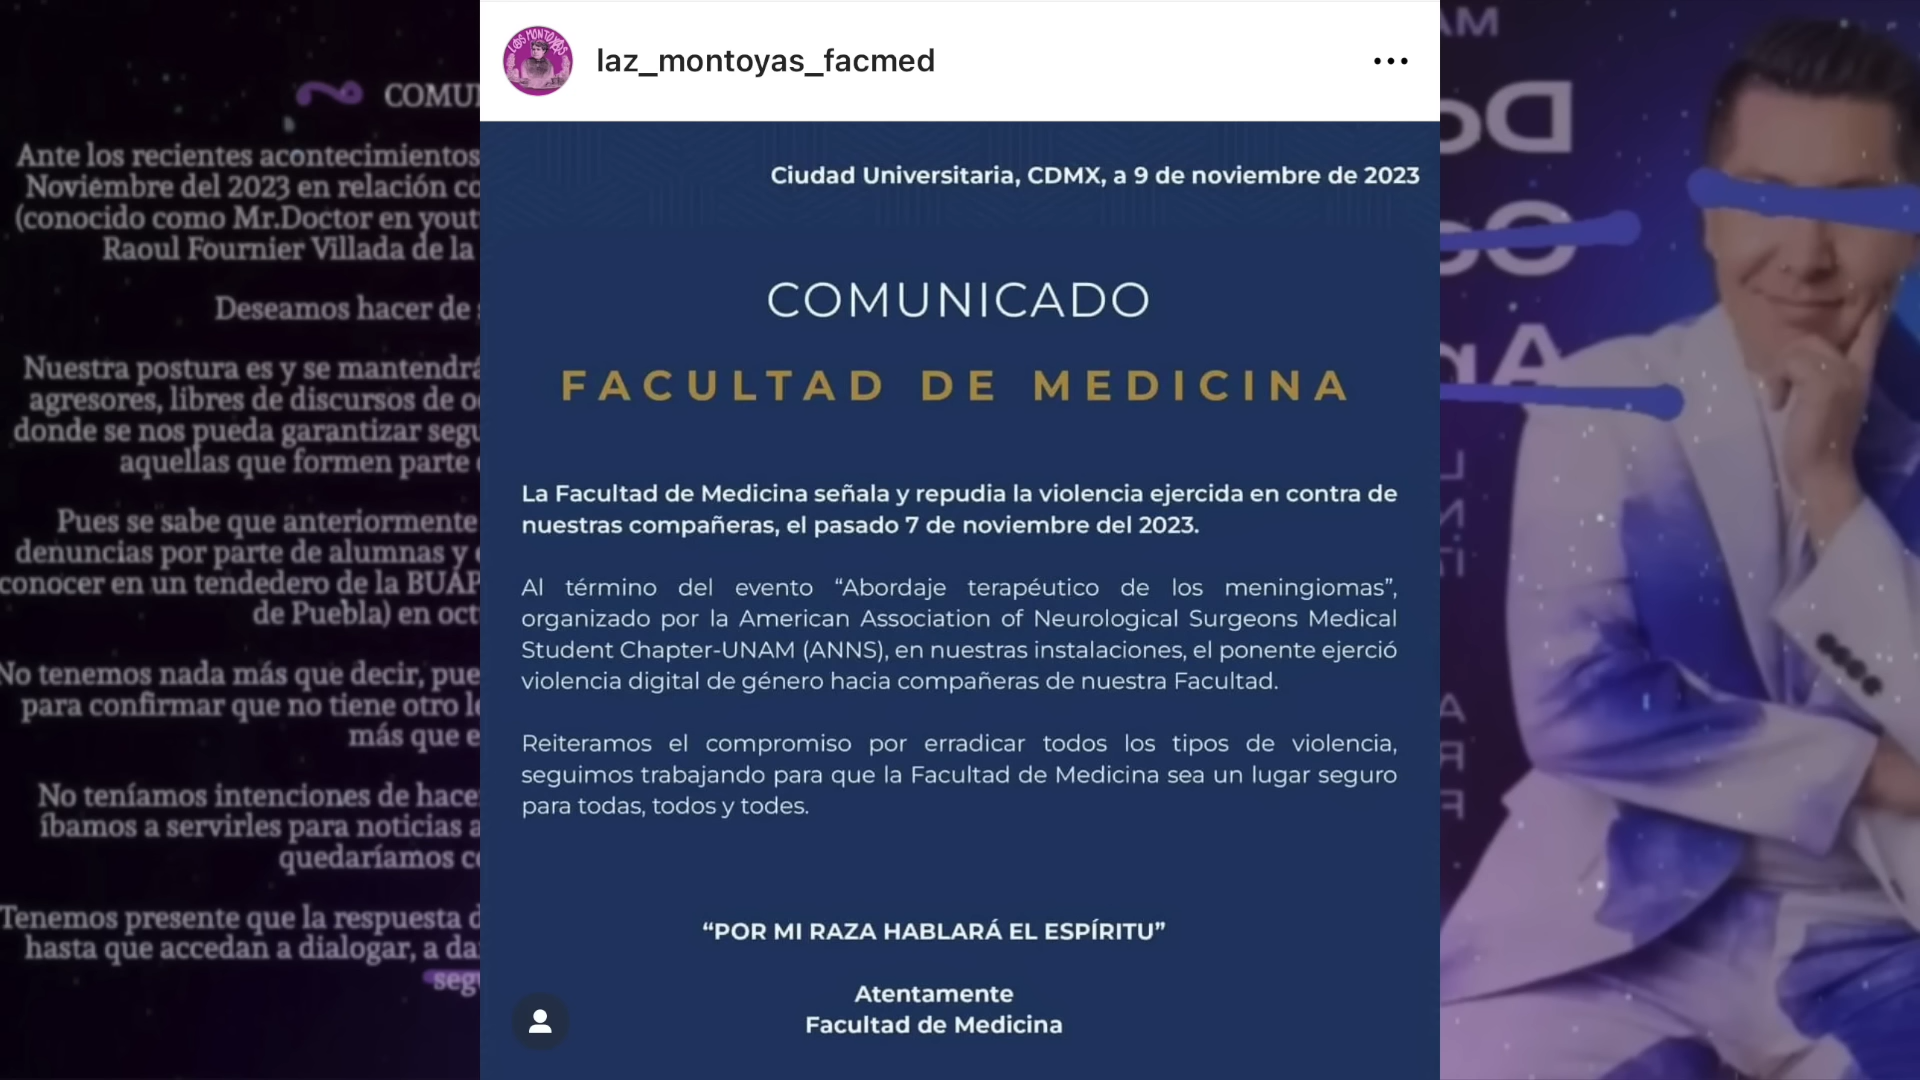 COMU
Ante los recientes acontecimientos
Noviembre del 2023 en relación
(conocido como Mr.Doctor en
Raoul Fournier Villada de la
Deseamos hacer de
Nuestra postura es y se
agresores, libres de discursos de
donde se nos pueda garantizar
aquellas que formen parte
Pues se sabe que anteriormente
denuncias por parte de alumnas y
conocer en un tendedero de la BUAP
de Puebla) en
No tenemos nada más que decir,
para confirmar que no tiene otro
más que
No teníamos intenciones de
íbamos a servirles para noticias
quedaríamos
Tenemos presente que la respuesta
hasta que accedan a dialogar, a
laz_montoyas_facmed
Ciudad Universitaria, CDMX, a 9 de noviembre de 2023
COMUNICADO
FACULTAD DE MEDICINA
La Facultad de Medicina señala y repudia la violencia ejercida en contra de
nuestras compañeras, el pasado 7 de noviembre del 2023.
Al término del evento “Abordaje terapéutico de los meningiomas”,
organizado por la American Association of Neurological Surgeons Medical
Student Chapter-UNAM (ANNS), en nuestras instalaciones, el ponente ejerció
violencia digital de género hacia compañeras de nuestra Facultad.
Reiteramos el compromiso por erradicar todos los tipos de violencia,
seguimos trabajando para que la Facultad de Medicina sea un lugar seguro
para todas, todos y todes.
“POR MI RAZA HABLARÁ EL ESPÍRITU”
Atentamente
Facultad de Medicina